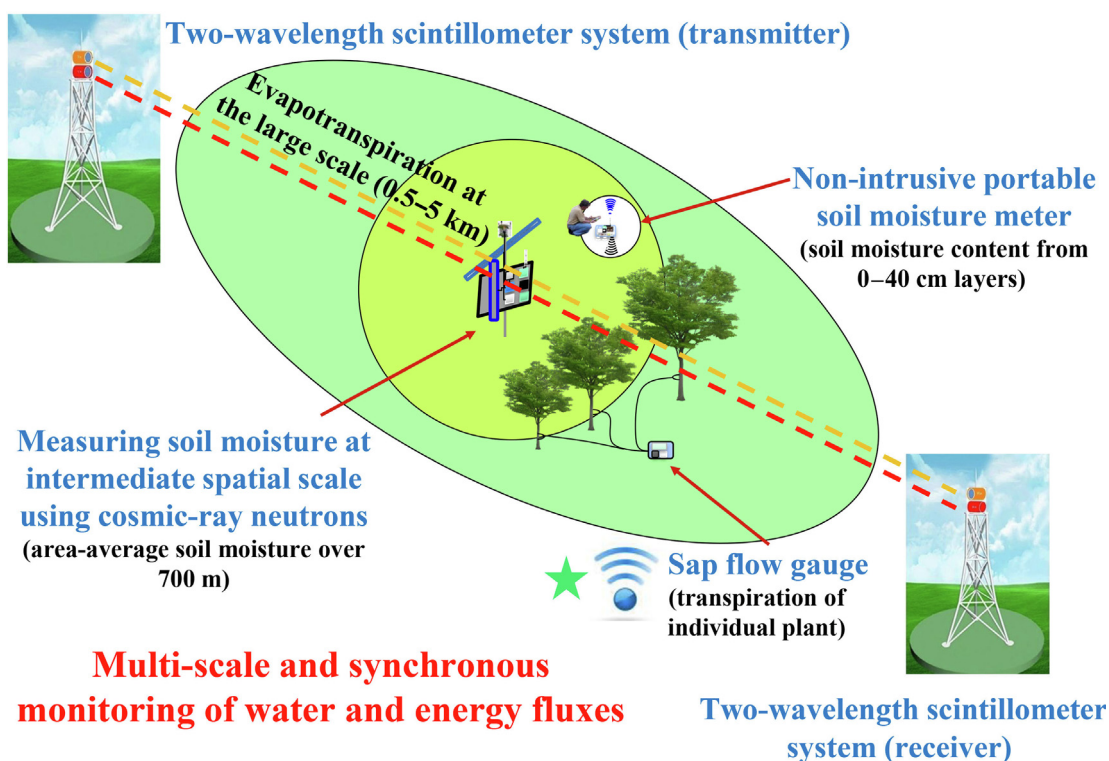 Two-wavelength scintillometer system (transmitter)
Evapotranspiration at
the large scale (0.5–5 km)
Non-intrusive portable
soil moisture meter
(soil moisture content from
0–40 cm layers)
Measuring soil moisture at
intermediate spatial scale
using cosmic-ray neutrons
(area-average soil moisture over
700 m)
Sap flow gauge
(transpiration of
individual plant)
Multi-scale and synchronous
monitoring of water and energy fluxes
Two-wavelength scintillometer
system (receiver)